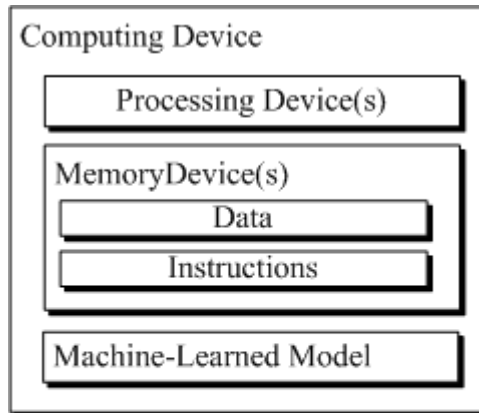 Computing Device
Processing Device(s)
MemoryDevice(s)
Data
Instructions
Machine-Learned Model